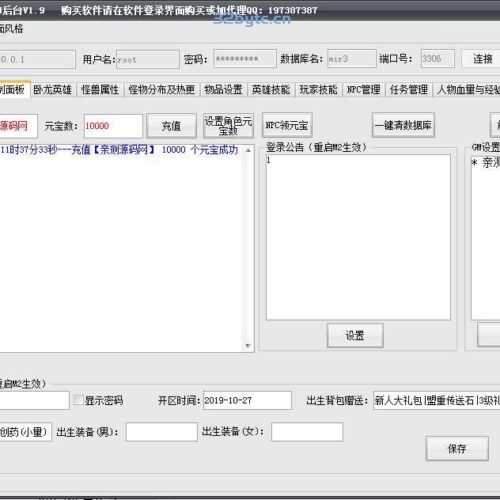 后台V1.9 购买软件请在软件登录界面购买或加代理QQ：197387387
32byte.cn
面风格
0.0.1 用户名： root 密码： ********* 数据库名： mir3 端口号： 3306 连接
制面板 卧龙英雄 怪兽属性 怪物分布及热更 物品设置 英雄技能 玩家技能 NPC管理 任务管理 人物血量与经验
源码网 元宝数： 10000 充值 设置角色元宝数 NPC领元宝 一键清数据库
11时37分33秒---充值【亲测源码网】 10000 个元宝成功
登录公告（重启M2生效）
1
设置
GM设置
* 亲测
重启M2生效）
显示密码 开区时间： 2019-10-27 出生背包赠送： 新人大礼包|盟重传送石|3级礼
创药(小量) 出生装备(男)： 出生装备(女)：
保存